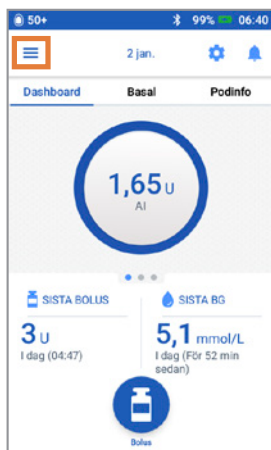 50+ 99% 06:40
2 jan.
Dashboard Basal Podinfo
1,65 U
AI
SISTA BOLUS SISTA BG
3 U 5,1 mmol/L
I dag (04:47) I dag (För 52 min
sedan)
Bolus